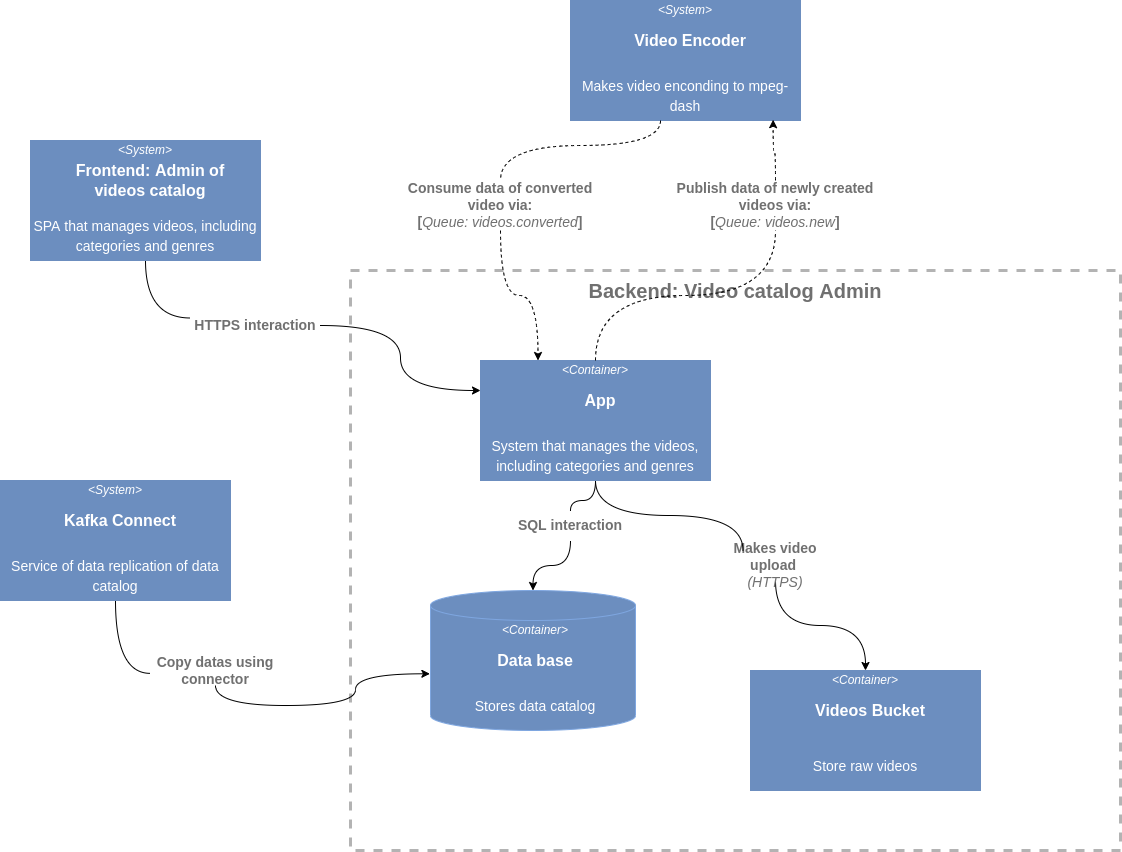 <System>
Video Encoder
Makes video enconding to mpeg-
dash
<System>
Frontend: Admin of
videos catalog
SPA that manages videos, including
categories and genres
Consume data of converted
video via:
[Queue: videos.converted]
Publish data of newly created
videos via:
[Queue: videos.new]
Backend: Video catalog Admin
HTTPS interaction
<Container>
App
System that manages the videos,
including categories and genres
<System>
Kafka Connect
Service of data replication of data
catalog
SQL interaction
Makes video
upload
(HTTPS)
<Container>
Data base
Stores data catalog
Copy datas using
connector
<Container>
Videos Bucket
Store raw videos